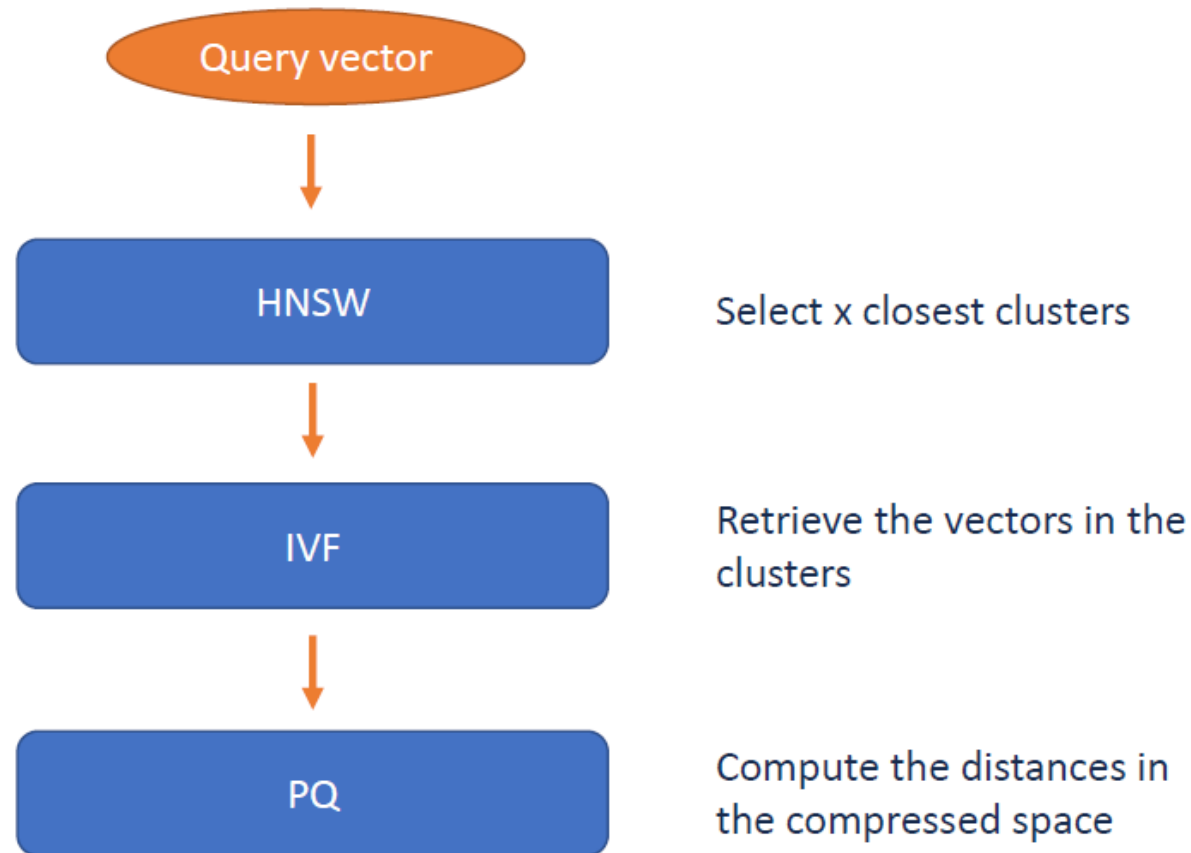 Query vector
HNSW
Select x closest clusters
IVF
Retrieve the vectors in the
clusters
PQ
Compute the distances in
the compressed space